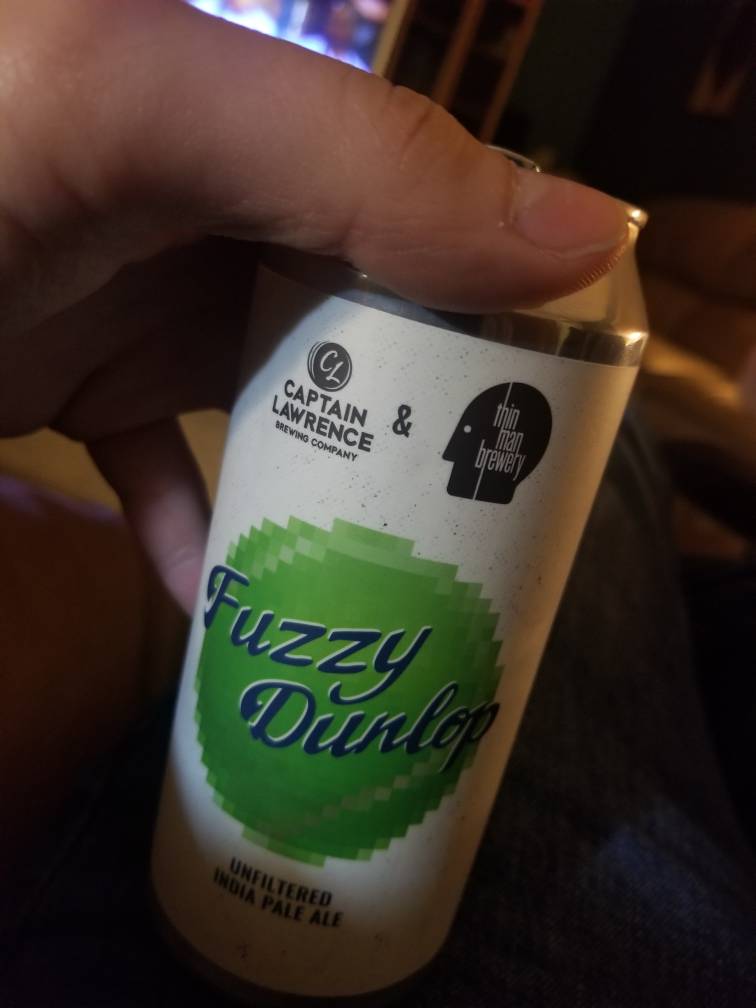 CL
CAPTAIN
LAWRENCE
BREWING COMPANY
&
thin
man
brewery
Fuzzy
Dunlop
UNFILTERED
INDIA PALE ALE